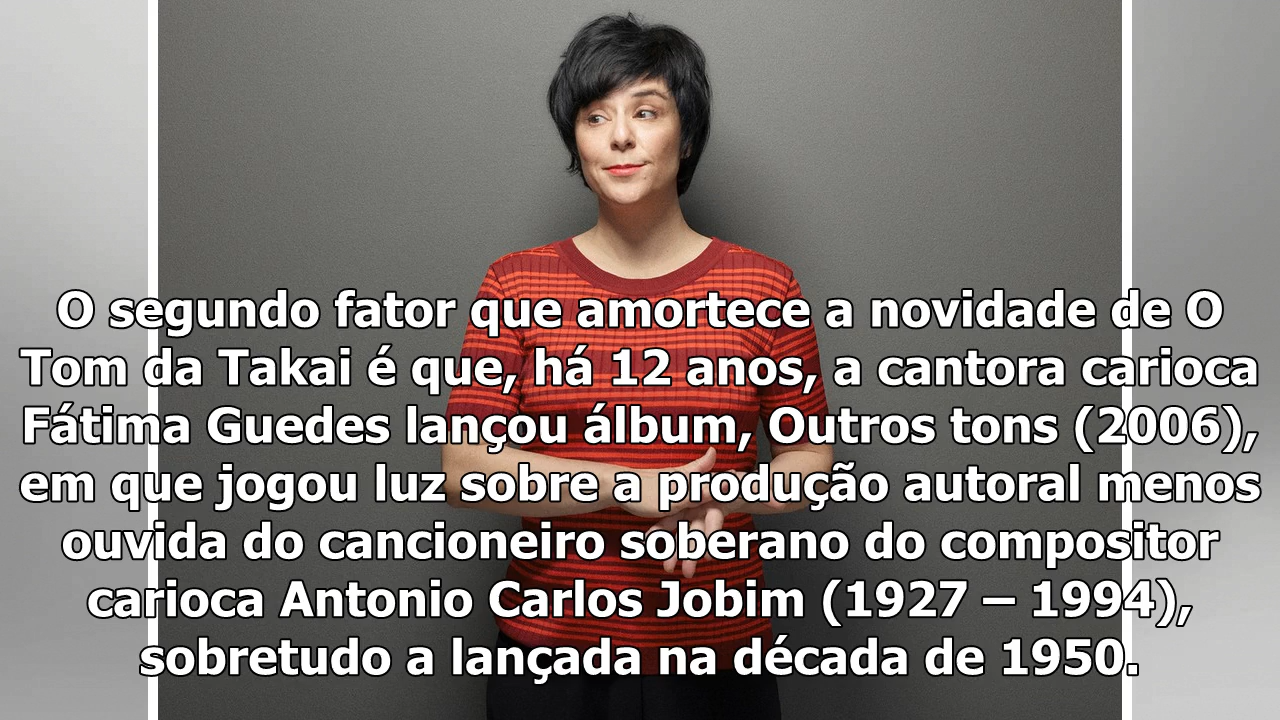 O segundo fator que amortece a novidade de O
Tom da Takai é que, há 12 anos, a cantora carioca
Fátima Guedes lançou álbum, Outros tons (2006),
em que jogou luz sobre a produção autoral menos
ouvida do cancioneiro soberano do compositor
carioca Antonio Carlos Jobim (1927 – 1994),
sobretudo a lançada na década de 1950.